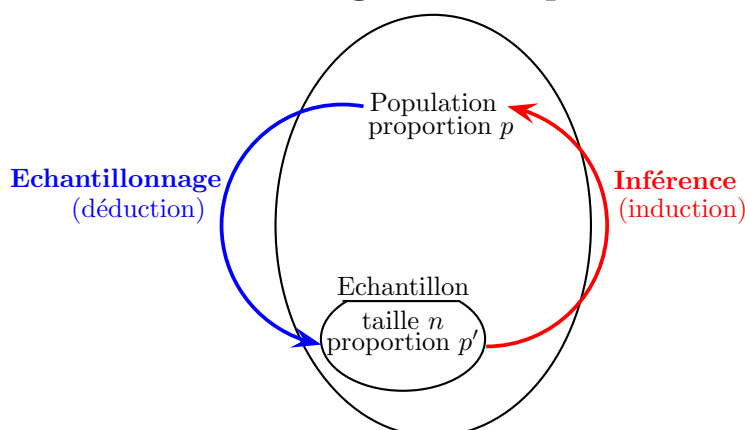 Population
proportion p
Echantillonnage
(déduction)
Inférence
(induction)
Echantillon
taille n
proportion p′